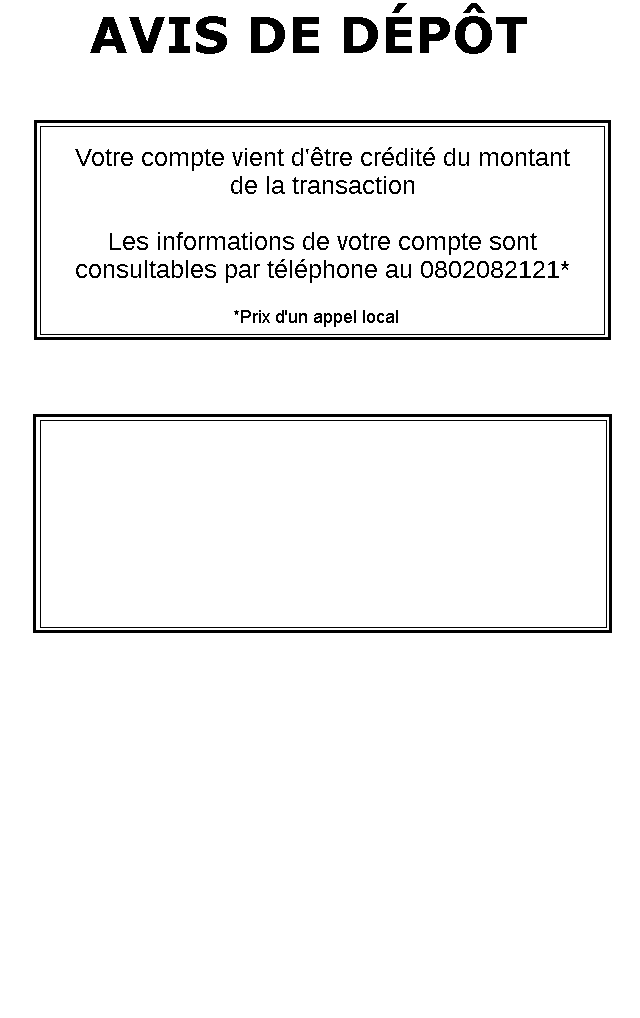 AVIS DE DÉPÔT
Votre compte vient d'être crédité du montant
de la transaction
Les informations de votre compte sont
consultables par téléphone au 0802082121*
*Prix d'un appel local